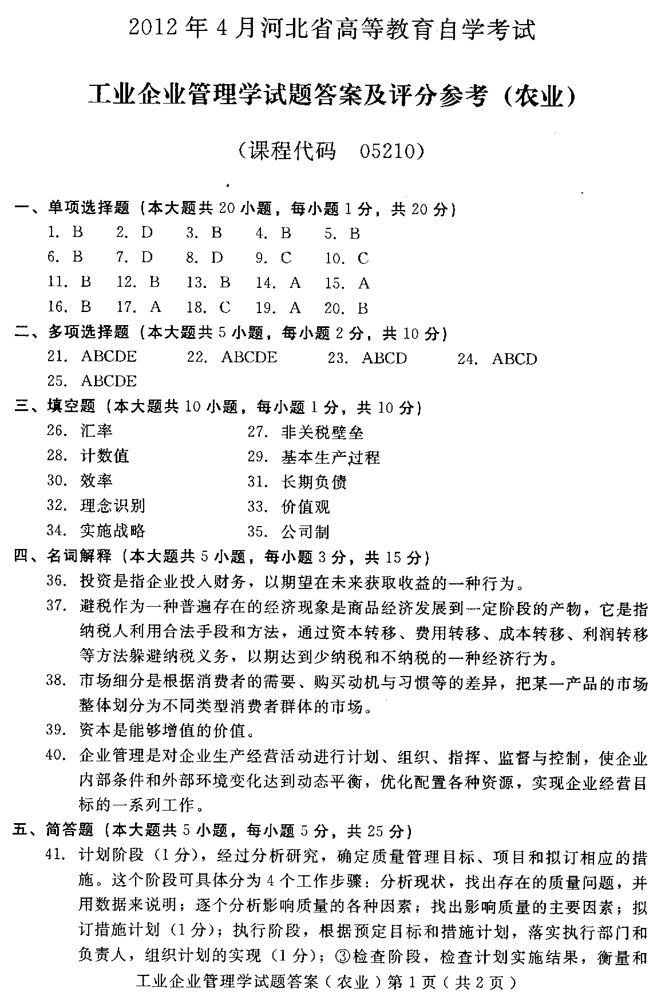 2012 年 4 月河北省高等教育自学考试
工业企业管理学试题答案及评分参考（农业）
（课程代码　05210）
一、单项选择题（本大题共 20 小题，每小题 1 分，共 20 分）
1. B　2. D　3. B　4. B　5. B
6. B　7. D　8. D　9. C　10. C
11. B　12. B　13. B　14. A　15. A
16. B　17. A　18. C　19. A　20. B
二、多项选择题（本大题共 5 小题，每小题 2 分，共 10 分）
21. ABCDE　22. ABCDE　23. ABCD　24. ABCD
25. ABCDE
三、填空题（本大题共 10 小题，每小题 1 分，共 10 分）
26. 汇率　27. 非关税壁垒
28. 计数值　29. 基本生产过程
30. 效率　31. 长期负债
32. 理念识别　33. 价值观
34. 实施战略　35. 公司制
四、名词解释（本大题共 5 小题，每小题 3 分，共 15 分）
36. 投资是指企业投入财务，以期望在未来获取收益的一种行为。
37. 避税作为一种普遍存在的经济现象是商品经济发展到一定阶段的产物，它是指
纳税人利用合法手段和方法，通过资本转移、费用转移、成本转移、利润转移
等方法躲避纳税义务，以期达到少纳税和不纳税的一种经济行为。
38. 市场细分是根据消费者的需要、购买动机与习惯等的差异，把某一产品的市场
整体划分为不同类型消费者群体的市场。
39. 资本是能够增值的价值。
40. 企业管理是对企业生产经营活动进行计划、组织、指挥、监督与控制，使企业
内部条件和外部环境变化达到动态平衡，优化配置各种资源，实现企业经营目
标的一系列工作。
五、简答题（本大题共 5 小题，每小题 5 分，共 25 分）
41. 计划阶段（1 分），经过分析研究，确定质量管理目标、项目和拟订相应的措
施。这个阶段可具体分为 4 个工作步骤：分析现状，找出存在的质量问题，并
用数据来说明；逐个分析影响质量的各种因素；找出影响质量的主要因素；拟
订措施计划（1 分）；执行阶段，根据预定目标和措施计划，落实执行部门和
负责人，组织计划的实现（1 分）；③检查阶段，检查计划实施结果，衡量和
工业企业管理学试题答案（农业）第 1 页（共 2 页）